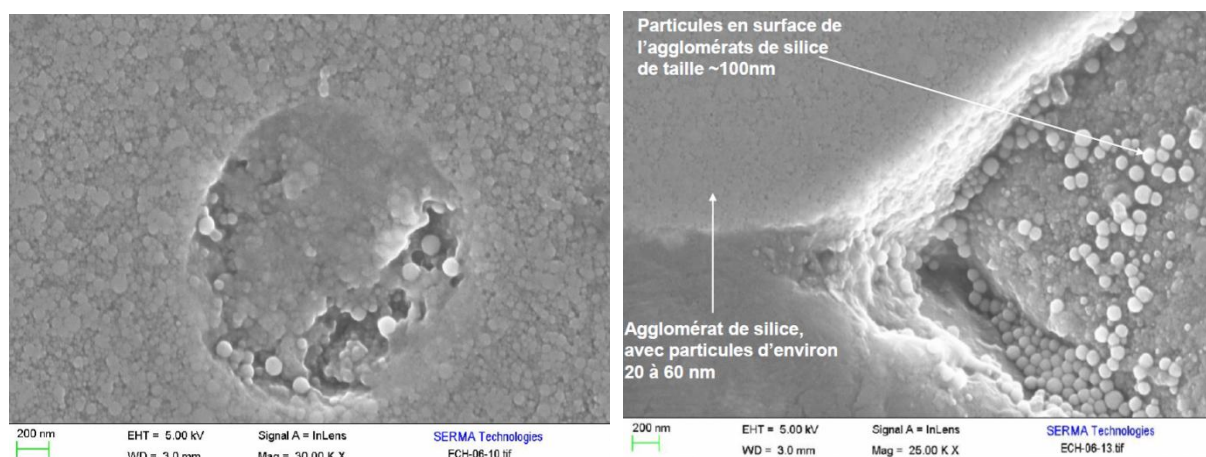 Particules en surface de
l'agglomérats de silice
de taille ~100nm
Agglomérat de silice,
avec particules d'environ
20 à 60 nm
200 nm
EHT = 5.00 kV
Signal A = InLens
SERMA Technologies
WD = 3.0 mm
Mag = 30.00 K X
ECH-06-10.tif
200 nm
EHT = 5.00 kV
Signal A = InLens
SERMA Technologies
WD = 3.0 mm
Mag = 25.00 K X
ECH-06-13.tif